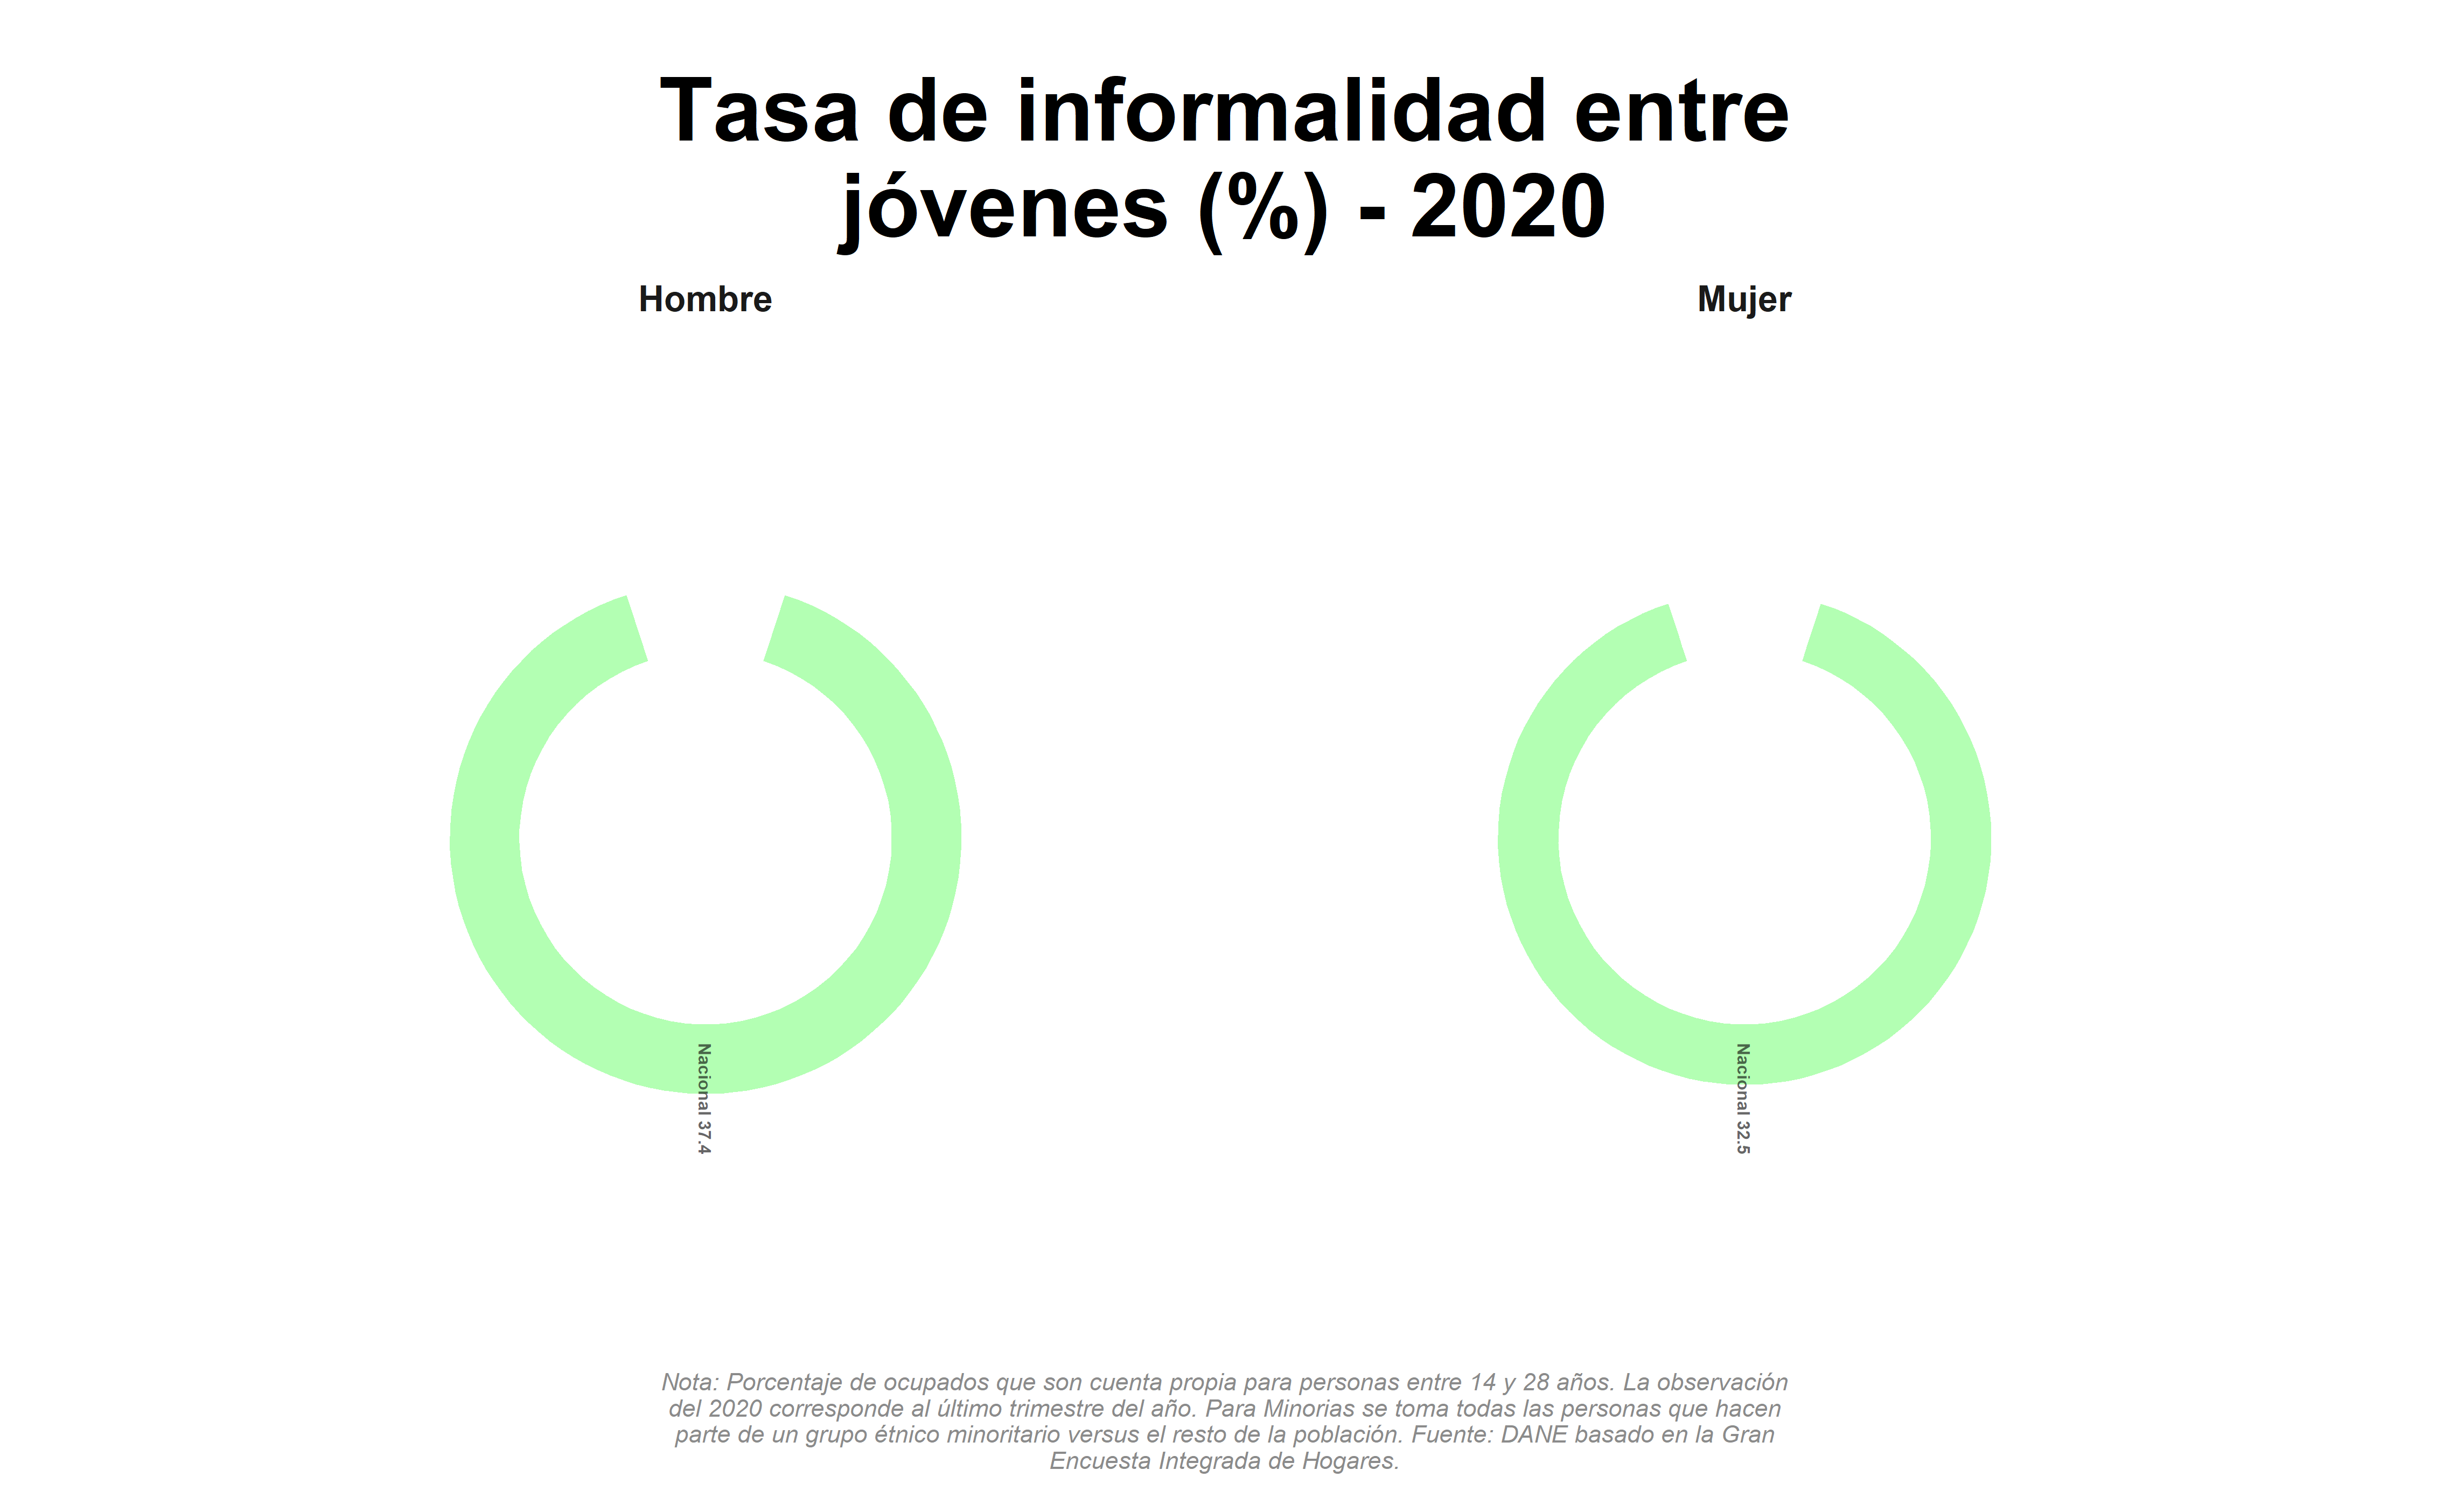 Tasa de informalidad entre
jóvenes (%) - 2020
Hombre
Mujer
Nacional 37.4
Nacional 32.5
Nota: Porcentaje de ocupados que son cuenta propia para personas entre 14 y 28 años. La observación
del 2020 corresponde al último trimestre del año. Para Minorias se toma todas las personas que hacen
parte de un grupo étnico minoritario versus el resto de la población. Fuente: DANE basado en la Gran
Encuesta Integrada de Hogares.